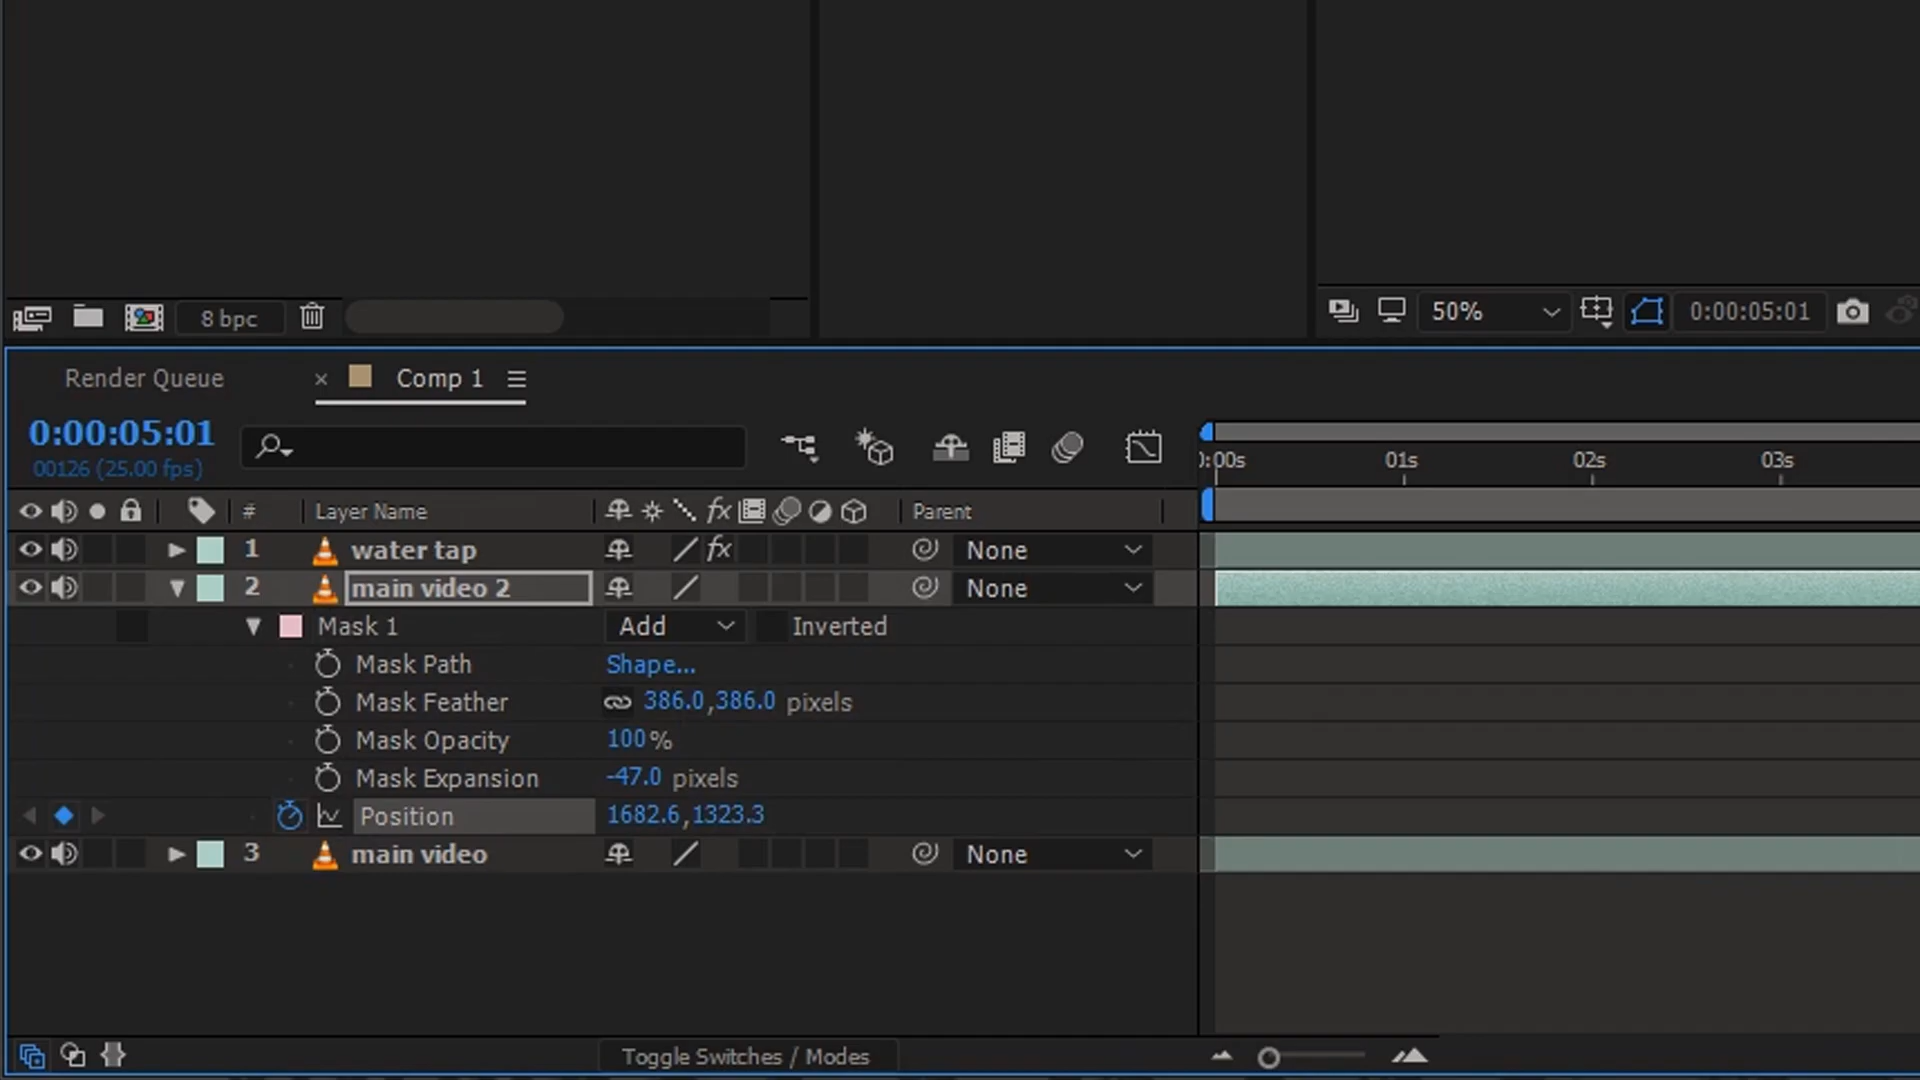 8 bpc
50%
0:00:05:01
Render Queue
× Comp 1
0:00:05:01
00126 (25.00 fps)
0:00s 01s 02s 03s
# Layer Name fx Parent
1 water tap fx None
2 main video 2 None
Mask 1 Add Inverted
Mask Path Shape...
Mask Feather 386.0,386.0 pixels
Mask Opacity 100%
Mask Expansion -47.0 pixels
Position 1682.6,1323.3
3 main video None
Toggle Switches / Modes